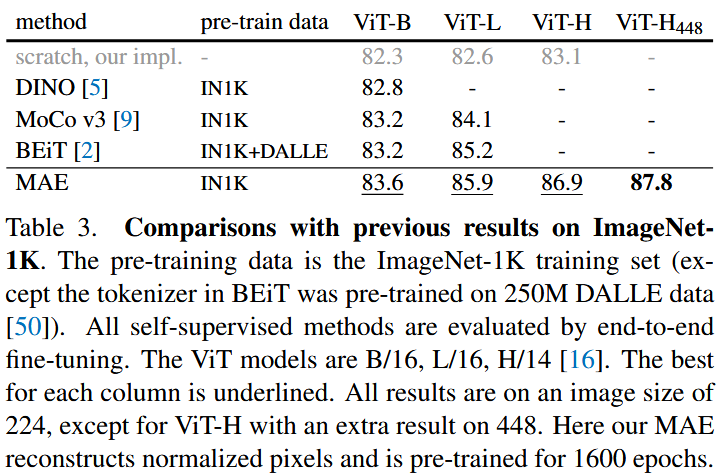 method pre-train data ViT-B ViT-L ViT-H ViT-H448
scratch, our impl. - 82.3 82.6 83.1 -
DINO [5] IN1K 82.8 - - -
MoCo v3 [9] IN1K 83.2 84.1 - -
BEiT [2] IN1K+DALLE 83.2 85.2 - -
MAE IN1K 83.6 85.9 86.9 87.8
Table 3. Comparisons with previous results on ImageNet-
1K. The pre-training data is the ImageNet-1K training set (ex-
cept the tokenizer in BEiT was pre-trained on 250M DALLE data
[50]). All self-supervised methods are evaluated by end-to-end
fine-tuning. The ViT models are B/16, L/16, H/14 [16]. The best
for each column is underlined. All results are on an image size of
224, except for ViT-H with an extra result on 448. Here our MAE
reconstructs normalized pixels and is pre-trained for 1600 epochs.